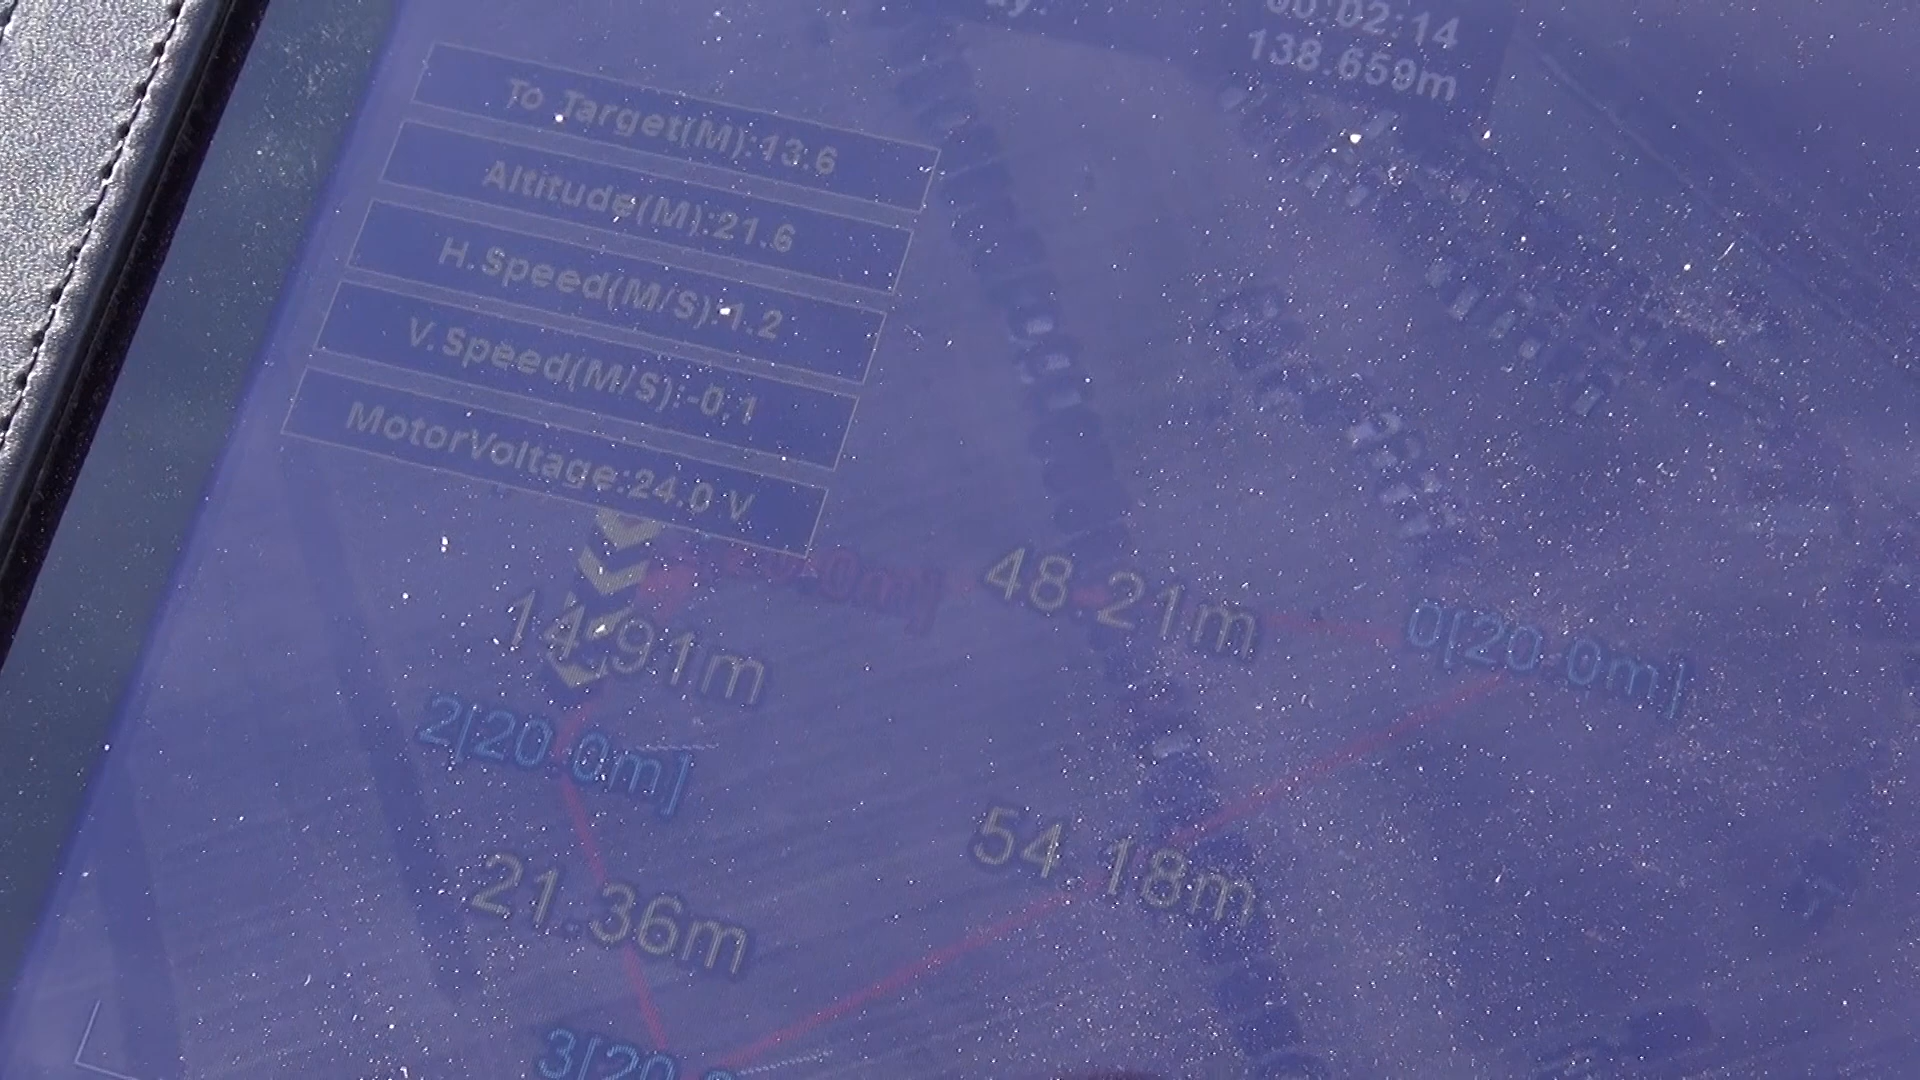 02:14
138.659m
To Target(M):13.6
Altitude(M):21.6
H.Speed(M/S):1.2
V.Speed(M/S):-0.1
MotorVoltage:24.0 V
48.21m
0[20.0m]
14.91m
2[20.0m]
54.18m
21.36m